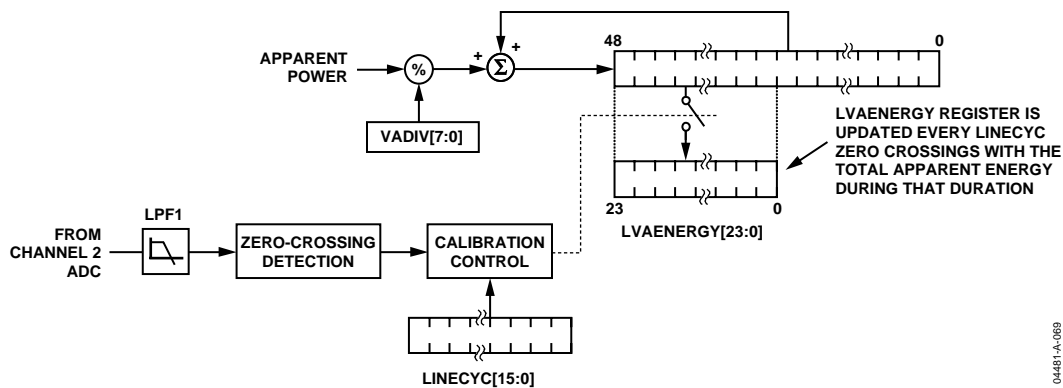 48
0
APPARENT
POWER
%
+
+
Σ
VADIV[7:0]
LVAENERGY REGISTER IS
UPDATED EVERY LINECYC
ZERO CROSSINGS WITH THE
TOTAL APPARENT ENERGY
DURING THAT DURATION
23
0
LVAENERGY[23:0]
LPF1
FROM
CHANNEL 2
ADC
ZERO-CROSSING
DETECTION
CALIBRATION
CONTROL
LINECYC[15:0]
04481-A-069